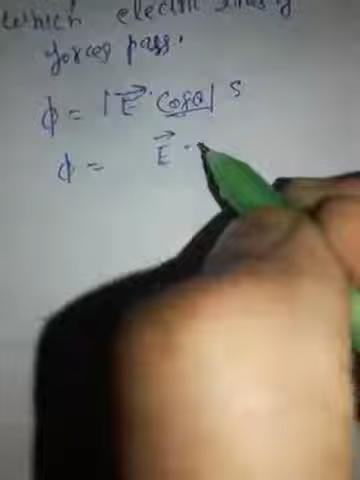 which electric lines of
forces pass.
ϕ = |E⃗ cosθ| S
ϕ = E⃗ ·